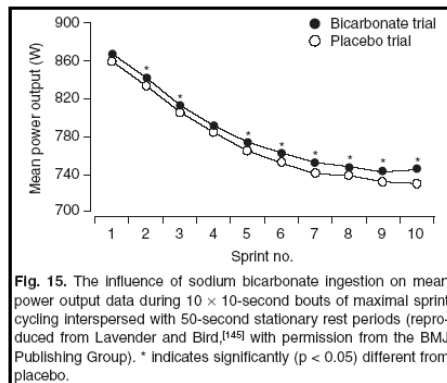 900
860
820
780
740
700
Mean power output (W)
Bicarbonate trial
Placebo trial
* * * * * * * *
1 2 3 4 5 6 7 8 9 10
Sprint no.
Fig. 15. The influence of sodium bicarbonate ingestion on mean
power output data during 10 × 10-second bouts of maximal sprint
cycling interspersed with 50-second stationary rest periods (repro-
duced from Lavender and Bird,[145] with permission from the BMJ
Publishing Group). * indicates significantly (p < 0.05) different from
placebo.